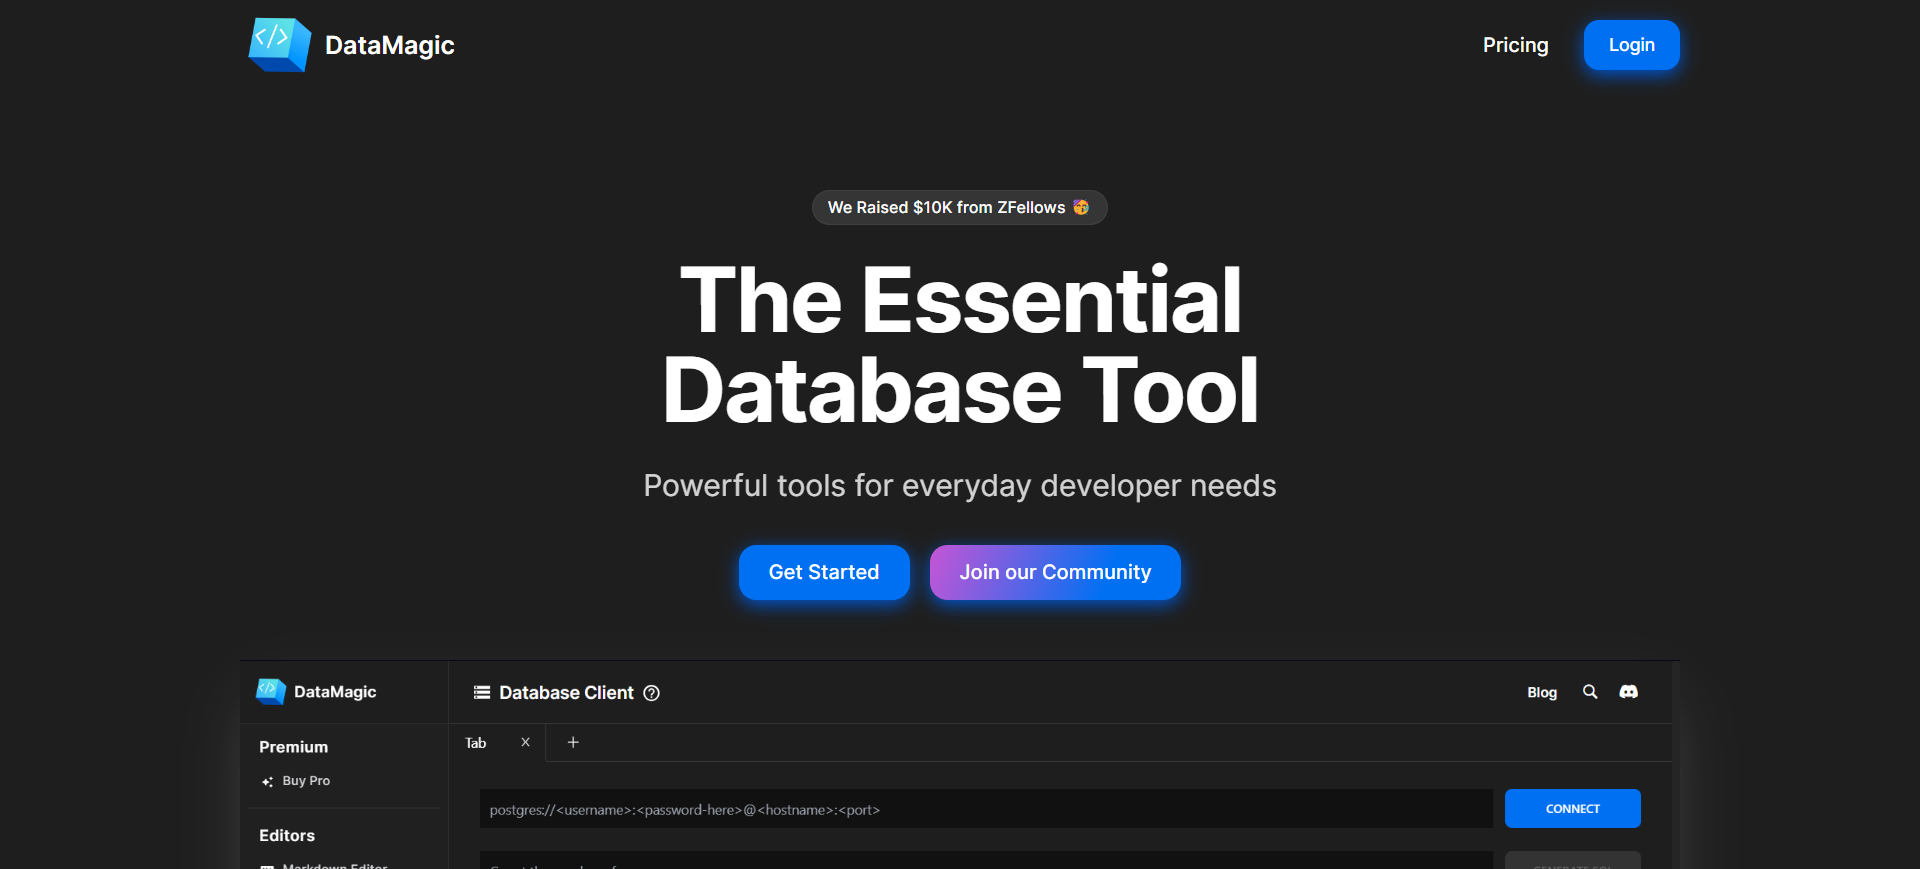 DataMagic
Pricing
Login
We Raised $10K from ZFellows 🥳
The Essential
Database Tool
Powerful tools for everyday developer needs
Get Started
Join our Community
DataMagic
Database Client
Blog
Premium
Tab X +
Buy Pro
postgres://<username>:<password-here>@<hostname>:<port>
CONNECT
Editors
Markdown Editor